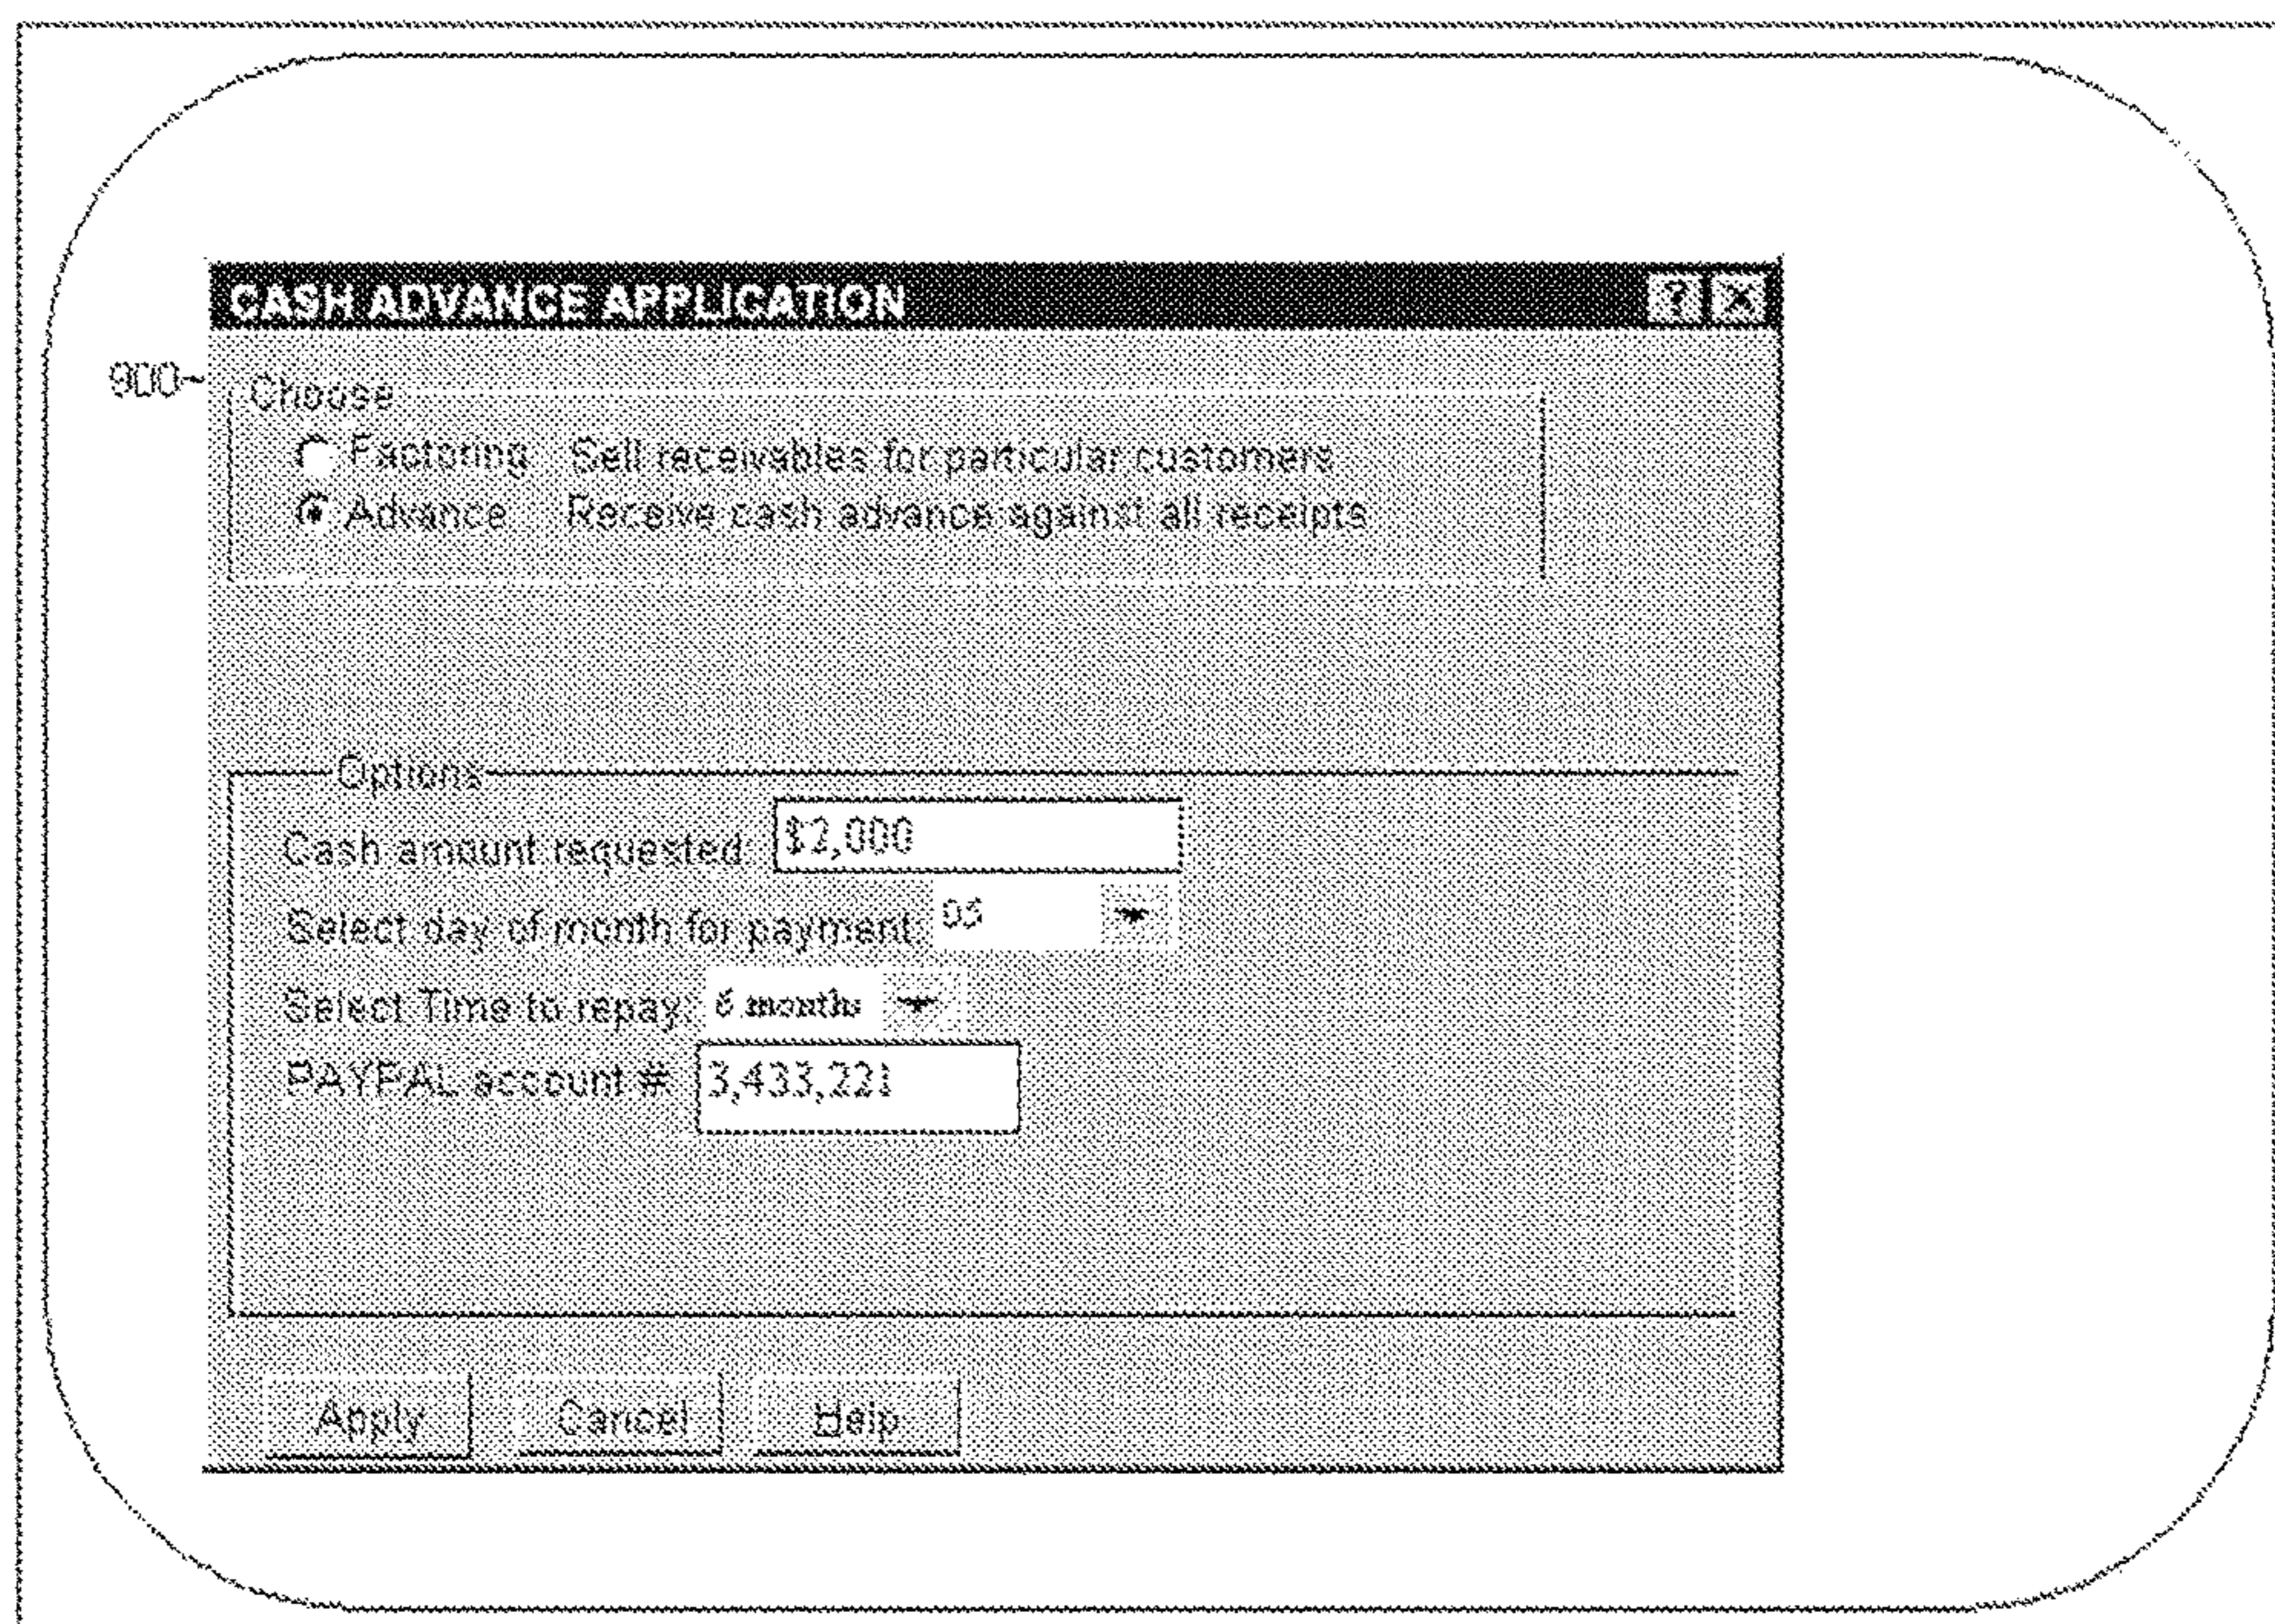 CASH ADVANCE APPLICATION ? X
900~
Choose
Factoring Sell receivables for particular customers
Advance Receive cash advance against all receipts
Options
Cash amount requested: $2,000
Select day of month for payment: 05
Select Time to repay: 6 months
PAYPAL account # 3,433,221
Apply Cancel Help